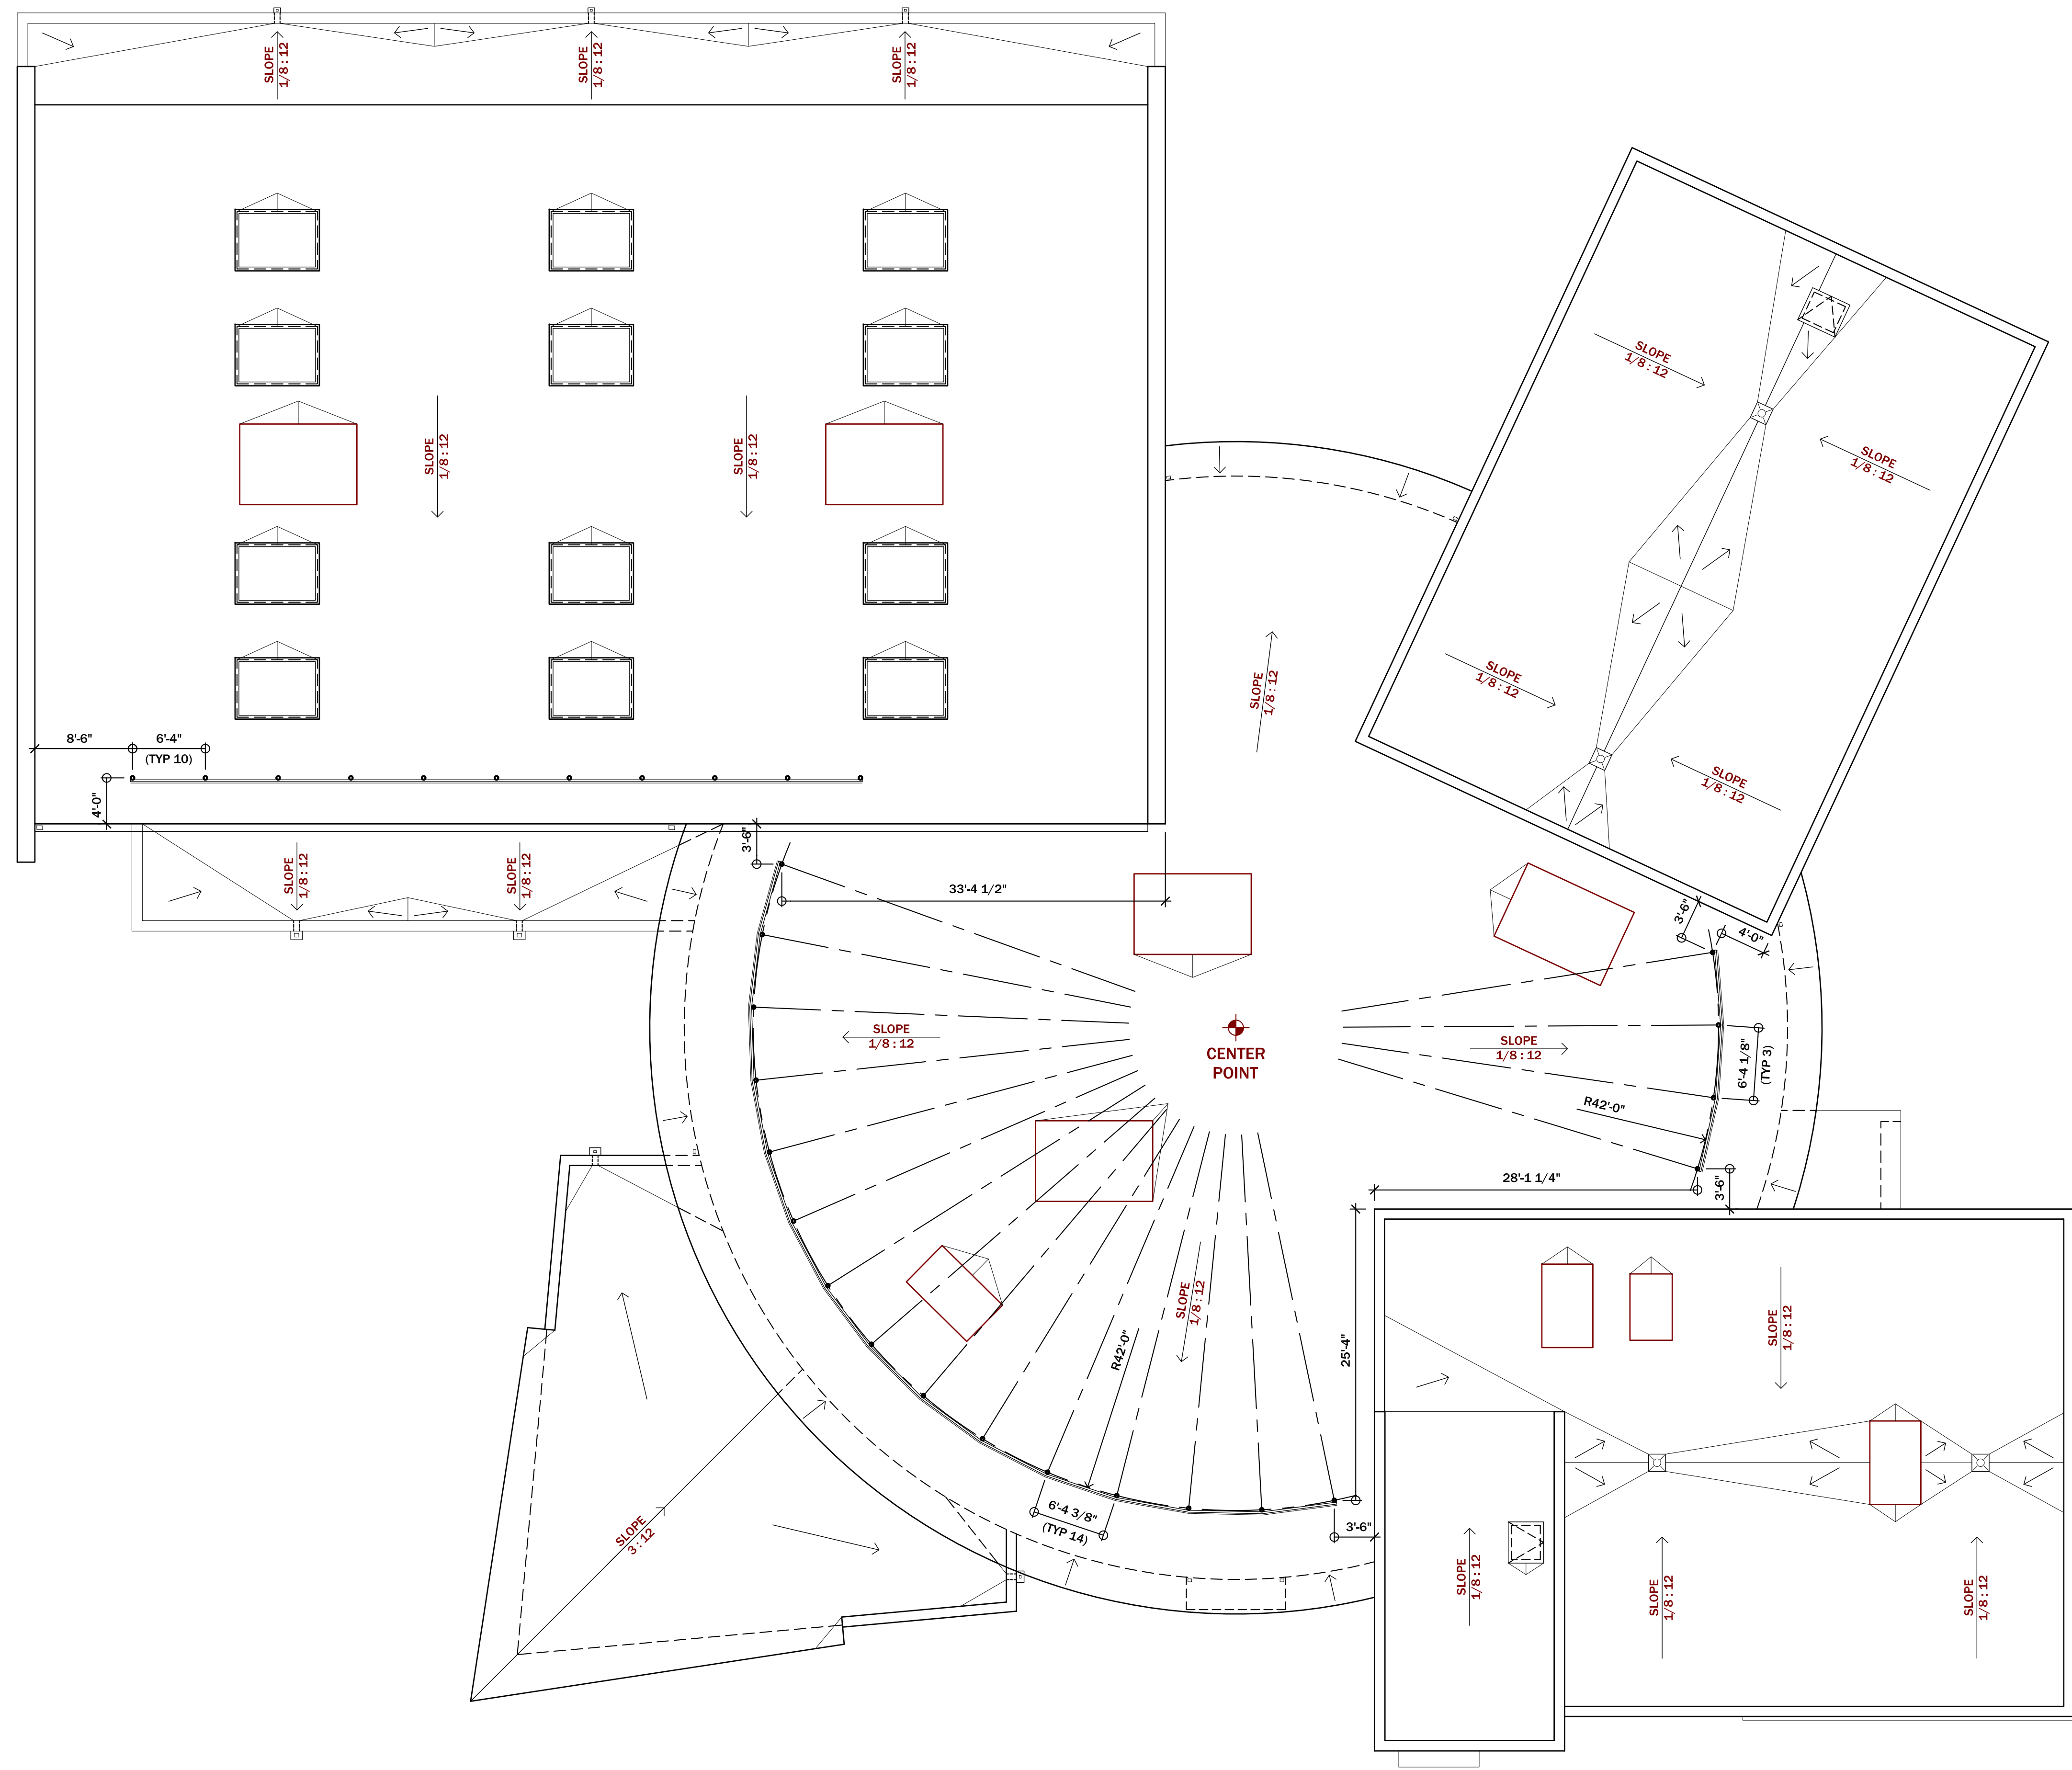 SLOPE
1/8 : 12
SLOPE
1/8 : 12
SLOPE
1/8 : 12
SLOPE
1/8 : 12
SLOPE
1/8 : 12
SLOPE
1/8 : 12
SLOPE
1/8 : 12
SLOPE
1/8 : 12
SLOPE
1/8 : 12
SLOPE
1/8 : 12
8'-6"
6'-4"
(TYP 10)
4'-0"
3'-6"
SLOPE
1/8 : 12
SLOPE
1/8 : 12
33'-4 1/2"
3'-6"
4'-0"
SLOPE
1/8 : 12
CENTER
POINT
SLOPE
1/8 : 12
6'-4 1/8"
(TYP 3)
R42'-0"
28'-1 1/4"
3'-6"
SLOPE
1/8 : 12
R42'-0"
25'-4"
SLOPE
1/8 : 12
6'-4 3/8"
(TYP 14)
3'-6"
SLOPE
3 : 12
SLOPE
1/8 : 12
SLOPE
1/8 : 12
SLOPE
1/8 : 12